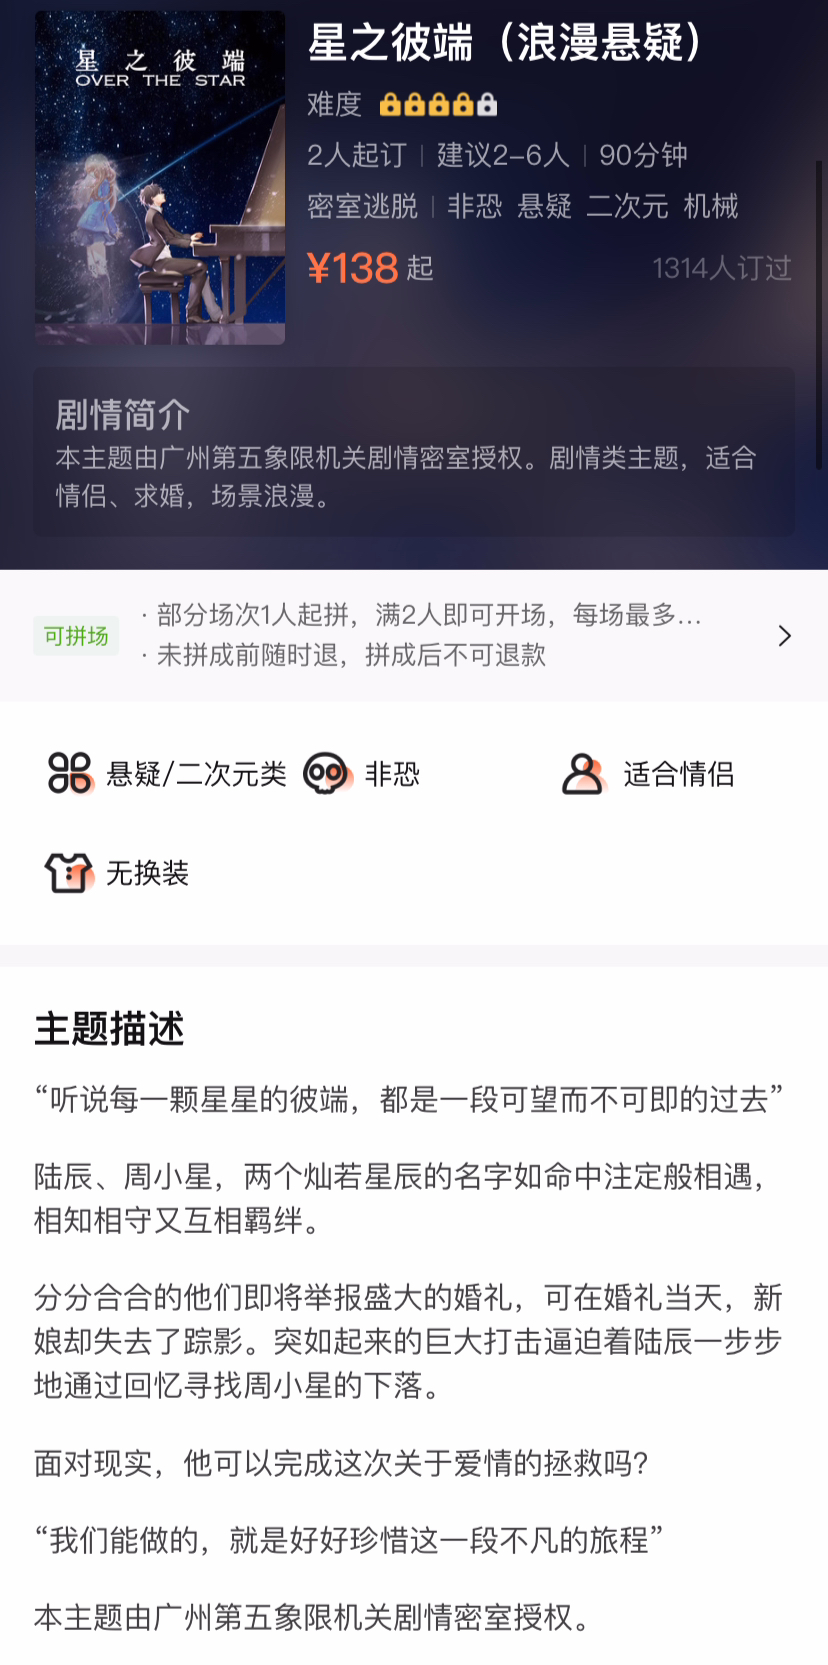 星之彼端
OVER THE STAR
星之彼端（浪漫悬疑）
难度
2人起订 | 建议2-6人 | 90分钟
密室逃脱 | 非恐 悬疑 二次元 机械
¥138 起
1314人订过
剧情简介
本主题由广州第五象限机关剧情密室授权。剧情类主题，适合
情侣、求婚，场景浪漫。
可拼场
· 部分场次1人起拼，满2人即可开场，每场最多...
· 未拼成前随时退，拼成后不可退款
悬疑/二次元类
非恐
适合情侣
无换装
主题描述
“听说每一颗星星的彼端，都是一段可望而不可即的过去”
陆辰、周小星，两个灿若星辰的名字如命中注定般相遇，
相知相守又互相羁绊。
分分合合的他们即将举报盛大的婚礼，可在婚礼当天，新
娘却失去了踪影。突如起来的巨大打击逼迫着陆辰一步步
地通过回忆寻找周小星的下落。
面对现实，他可以完成这次关于爱情的拯救吗？
“我们能做的，就是好好珍惜这一段不凡的旅程”
本主题由广州第五象限机关剧情密室授权。